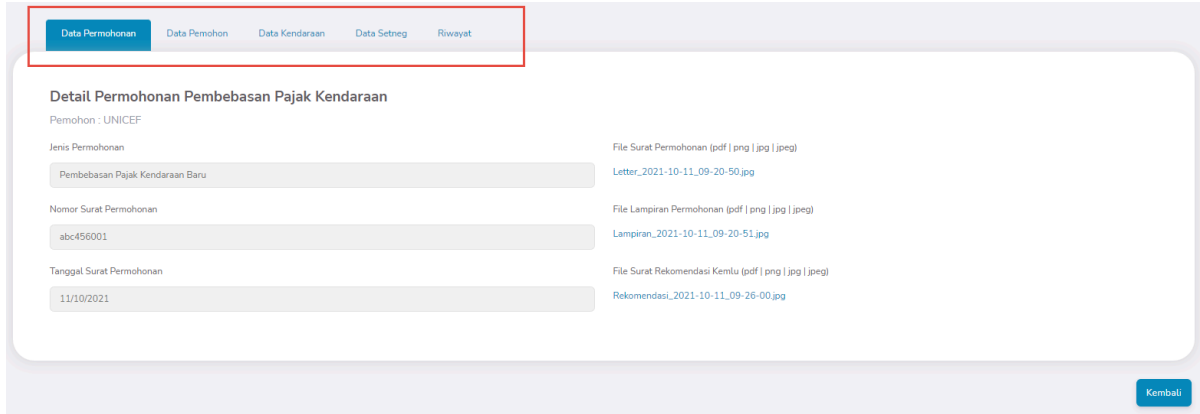 Data Permohonan
Data Pemohon
Data Kendaraan
Data Setneg
Riwayat
Detail Permohonan Pembebasan Pajak Kendaraan
Pemohon : UNICEF
Jenis Permohonan
Pembebasan Pajak Kendaraan Baru
Nomor Surat Permohonan
abc456001
Tanggal Surat Permohonan
11/10/2021
File Surat Permohonan (pdf | png | jpg | jpeg)
Letter_2021-10-11_09-20-50.jpg
File Lampiran Permohonan (pdf | png | jpg | jpeg)
Lampiran_2021-10-11_09-20-51.jpg
File Surat Rekomendasi Kemlu (pdf | png | jpg | jpeg)
Rekomendasi_2021-10-11_09-26-00.jpg
Kembali